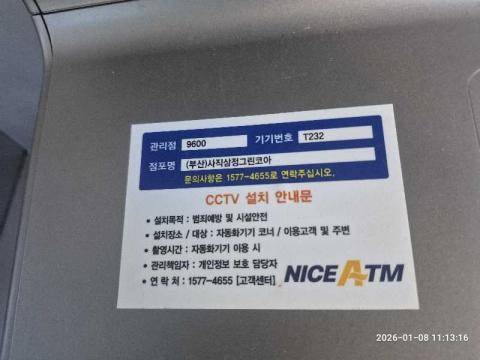 관리점 9600 기기번호 T232
점포명 (부산)사직삼정그린코아
문의사항은 1577-4655로 연락주십시오.
CCTV 설치 안내문
• 설치목적 : 범죄예방 및 시설안전
• 설치장소 / 대상 : 자동화기기 코너 / 이용고객 및 주변
• 촬영시간 : 자동화기기 이용 시
• 관리책임자 : 개인정보 보호 담당자
• 연 락 처 : 1577-4655 [고객센터]
NICE ATM
2026-01-08 11:13:16